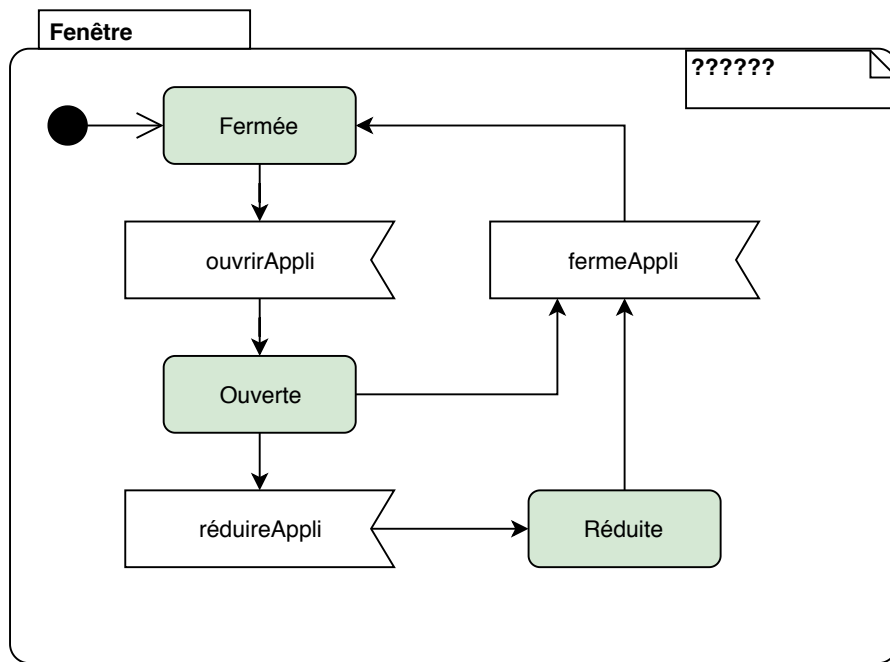 Fenêtre
??????
Fermée
ouvrirAppli
fermeAppli
Ouverte
réduireAppli
Réduite